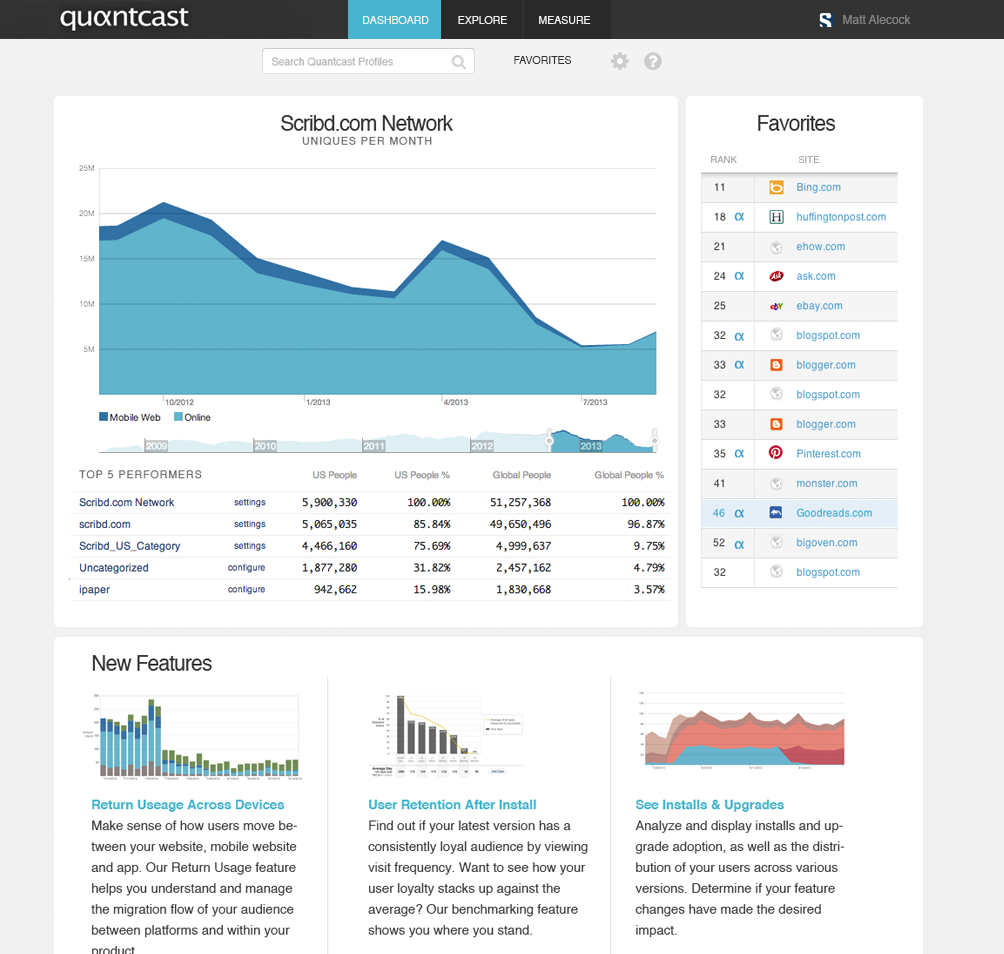 quantcast
DASHBOARD
EXPLORE
MEASURE
Matt Alecock
Search Quantcast Profiles
FAVORITES
?
Scribd.com Network
UNIQUES PER MONTH
25M
20M
15M
10M
5M
10/2012
1/2013
4/2013
7/2013
Mobile Web
Online
2009
2010
2011
2012
2013
TOP 5 PERFORMERS US People US People % Global People Global People %
Scribd.com Network settings 5,900,330 100.00% 51,257,368 100.00%
scribd.com settings 5,065,035 85.84% 49,650,496 96.87%
Scribd_US_Category settings 4,466,160 75.69% 4,999,637 9.75%
Uncategorized configure 1,877,280 31.82% 2,457,162 4.79%
ipaper configure 942,662 15.98% 1,830,668 3.57%
Favorites
RANK SITE
11 Bing.com
18 α H huffingtonpost.com
21 ehow.com
24 α Ask ask.com
25 ebay ebay.com
32 α blogspot.com
33 α blogger.com
32 blogspot.com
33 blogger.com
35 α Pinterest.com
41 monster.com
46 α Goodreads.com
52 α bigoven.com
32 blogspot.com
New Features
Return Useage Across Devices
Make sense of how users move be-
tween your website, mobile website
and app. Our Return Usage feature
helps you understand and manage
the migration flow of your audience
between platforms and within your
product.
User Retention After Install
Find out if your latest version has a
consistently loyal audience by viewing
visit frequency. Want to see how your
user loyalty stacks up against the
average? Our benchmarking feature
shows you where you stand.
See Installs & Upgrades
Analyze and display installs and up-
grade adoption, as well as the distri-
bution of your users across various
versions. Determine if your feature
changes have made the desired
impact.